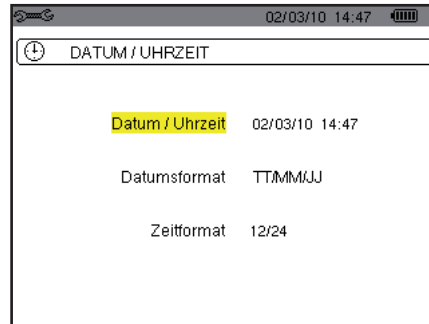 02/03/10 14:47
DATUM / UHRZEIT
Datum / Uhrzeit 02/03/10 14:47
Datumsformat TT/MM/JJ
Zeitformat 12/24